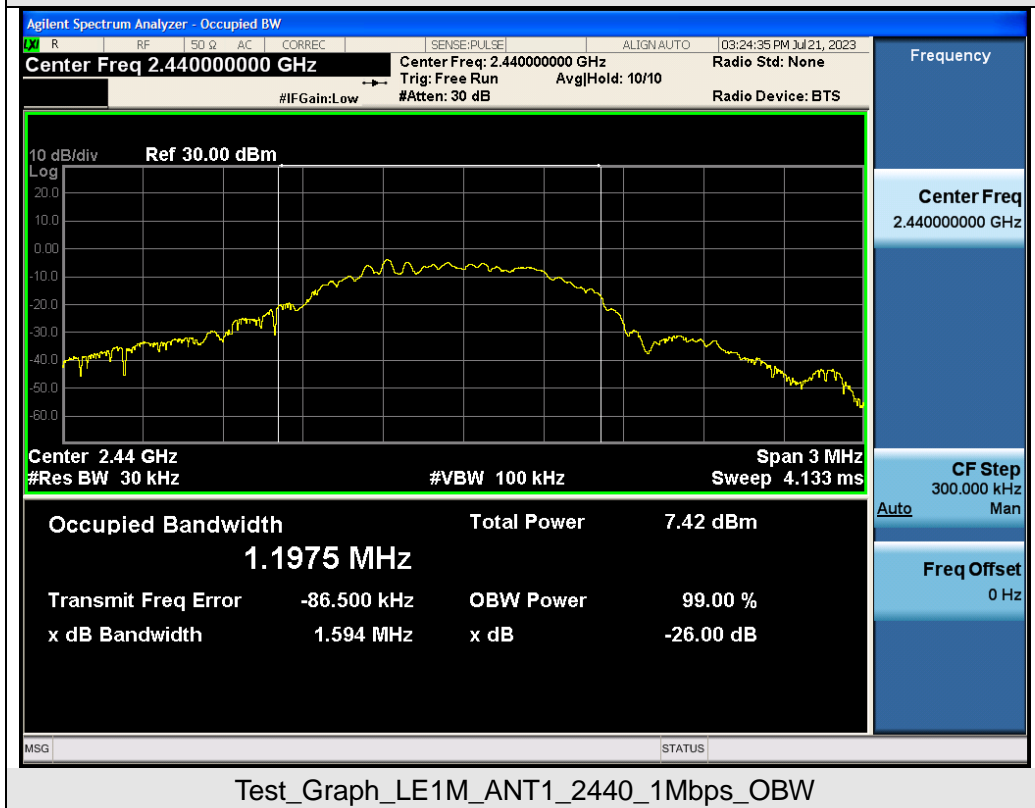 Agilent Spectrum Analyzer - Occupied BW
LXI R RF 50 Ω AC CORREC SENSE:PULSE ALIGN AUTO 03:24:35 PM Jul 21, 2023
Center Freq 2.440000000 GHz
Center Freq: 2.440000000 GHz
Radio Std: None
Trig: Free Run Avg|Hold: 10/10
#IFGain:Low
#Atten: 30 dB
Radio Device: BTS
Frequency
10 dB/div Ref 30.00 dBm
Log
20.0
10.0
0.00
-10.0
-20.0
-30.0
-40.0
-50.0
-60.0
Center Freq
2.440000000 GHz
Center 2.44 GHz Span 3 MHz
#Res BW 30 kHz #VBW 100 kHz Sweep 4.133 ms
CF Step
300.000 kHz
Auto Man
Occupied Bandwidth Total Power 7.42 dBm
1.1975 MHz
Freq Offset
0 Hz
Transmit Freq Error -86.500 kHz OBW Power 99.00 %
x dB Bandwidth 1.594 MHz x dB -26.00 dB
MSG STATUS
Test_Graph_LE1M_ANT1_2440_1Mbps_OBW